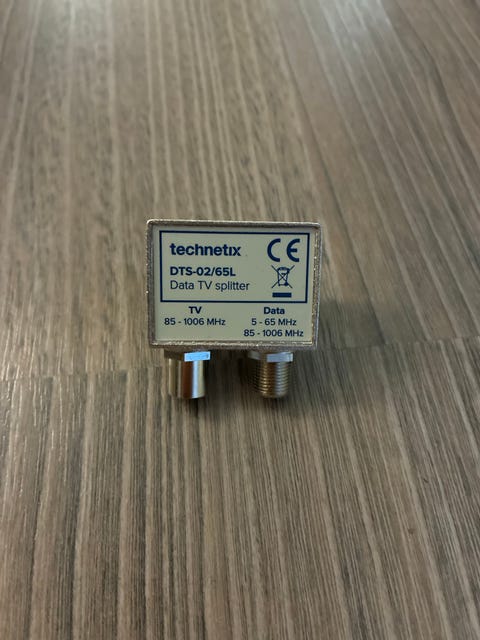 technetix
CE
DTS-02/65L
Data TV splitter
TV
85 - 1006 MHz
Data
5 - 65 MHz
85 - 1006 MHz